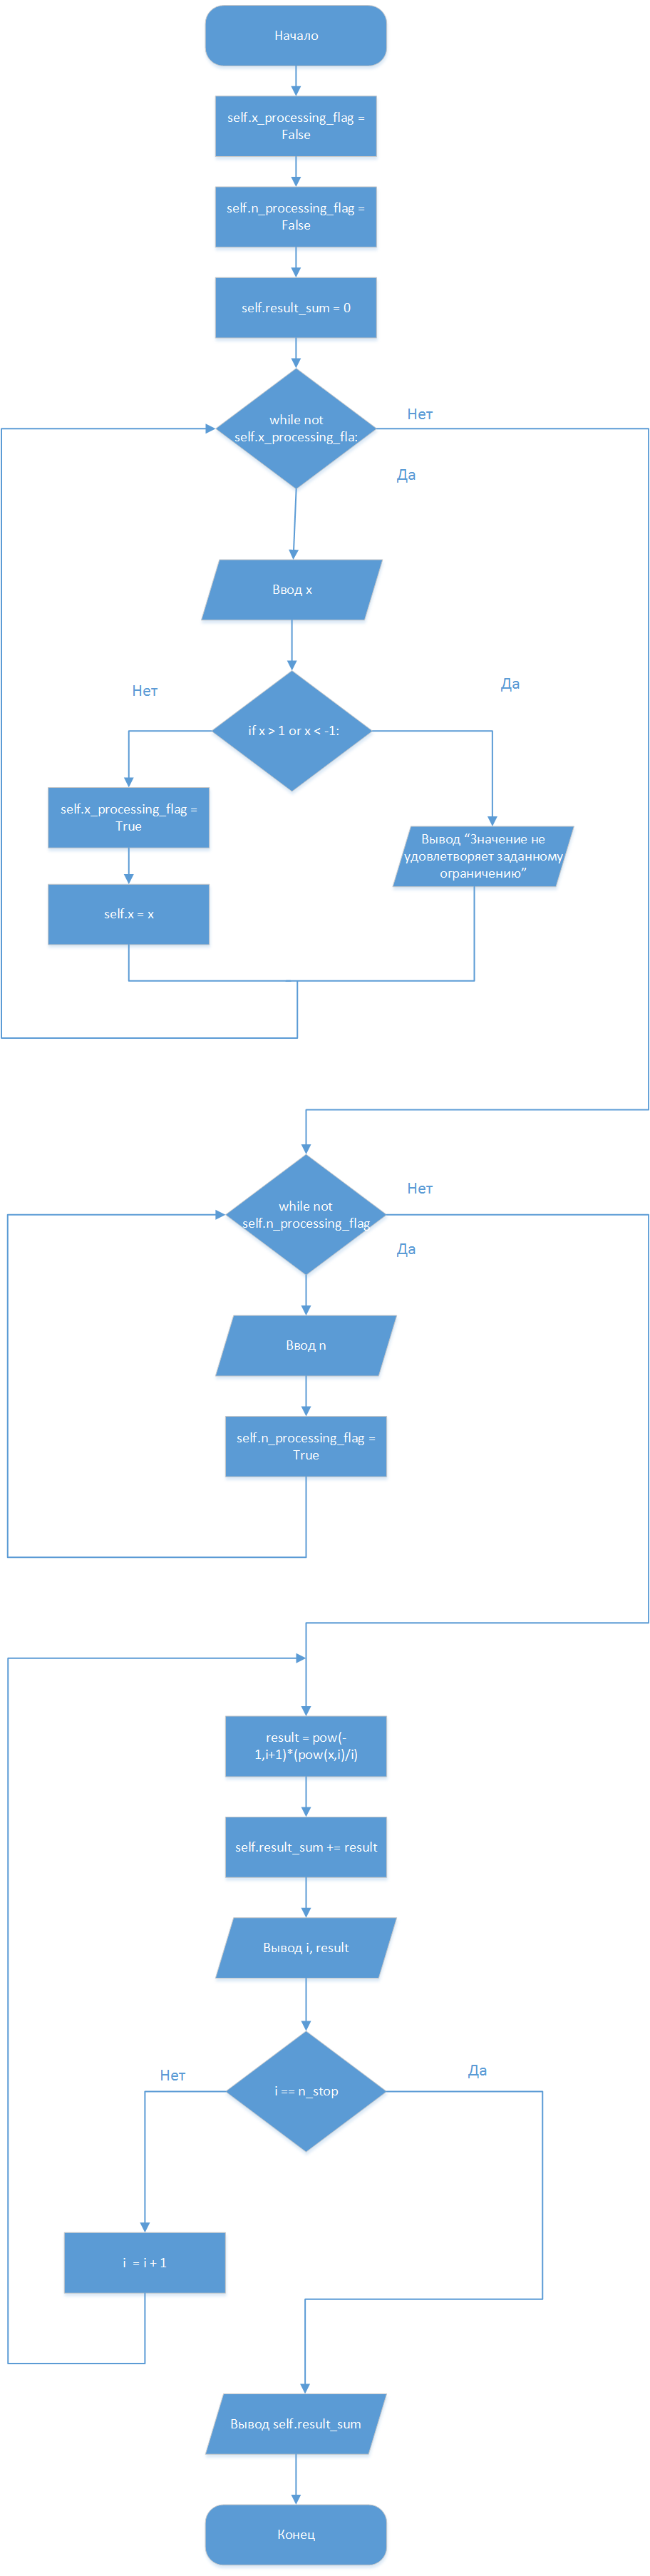 Начало
self.x_processing_flag =
False
self.n_processing_flag =
False
self.result_sum = 0
while not
self.x_processing_fla:
Нет
Да
Ввод x
if x > 1 or x < -1:
Нет
Да
self.x_processing_flag =
True
self.x = x
Вывод “Значение не
удовлетворяет заданному
ограничению”
while not
self.n_processing_flag
Нет
Да
Ввод n
self.n_processing_flag =
True
result = pow(-
1,i+1)*(pow(x,i)/i)
self.result_sum += result
Вывод i, result
i == n_stop
Нет
Да
i = i + 1
Вывод self.result_sum
Конец